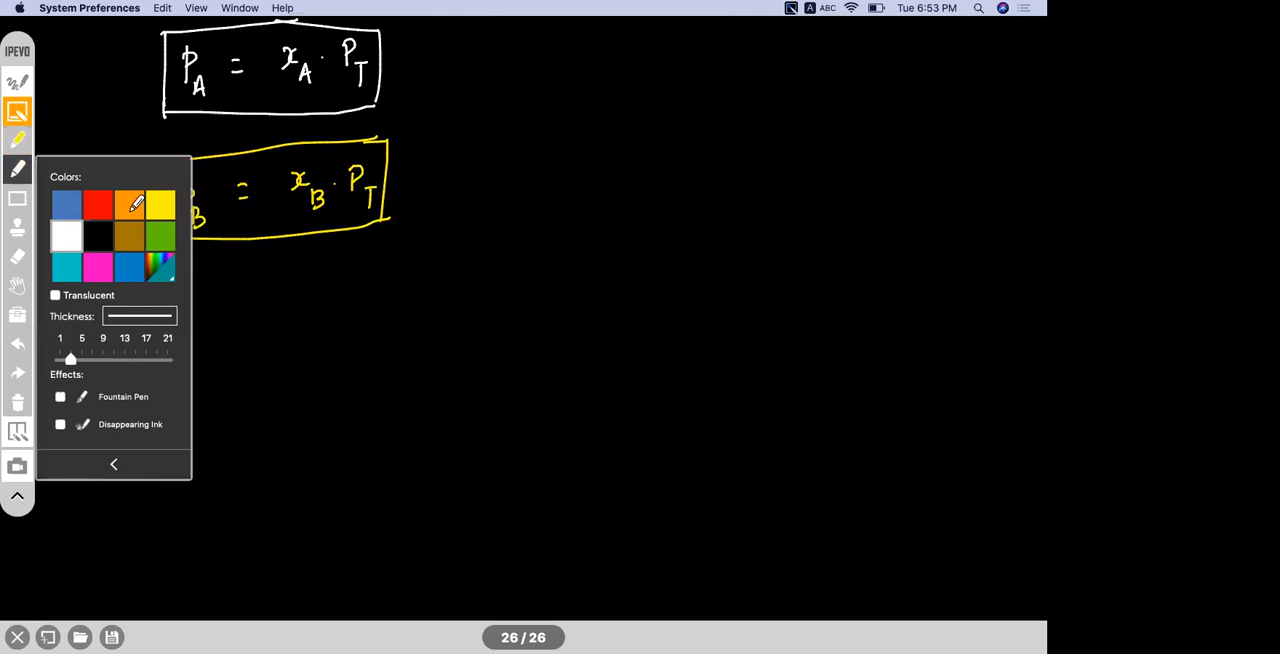 System Preferences Edit View Window Help A ABC Tue 6:53 PM
IPEVO
p_A = x_A · P_T
B = x_B · P_T
Colors:
Translucent
Thickness:
1 5 9 13 17 21
Effects:
Fountain Pen
Disappearing Ink
26 / 26